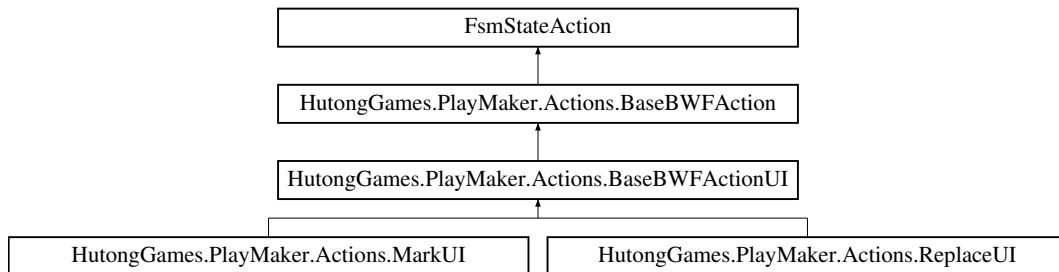 FsmStateAction
HutongGames.PlayMaker.Actions.BaseBWFAction
HutongGames.PlayMaker.Actions.BaseBWFActionUI
HutongGames.PlayMaker.Actions.MarkUI
HutongGames.PlayMaker.Actions.ReplaceUI